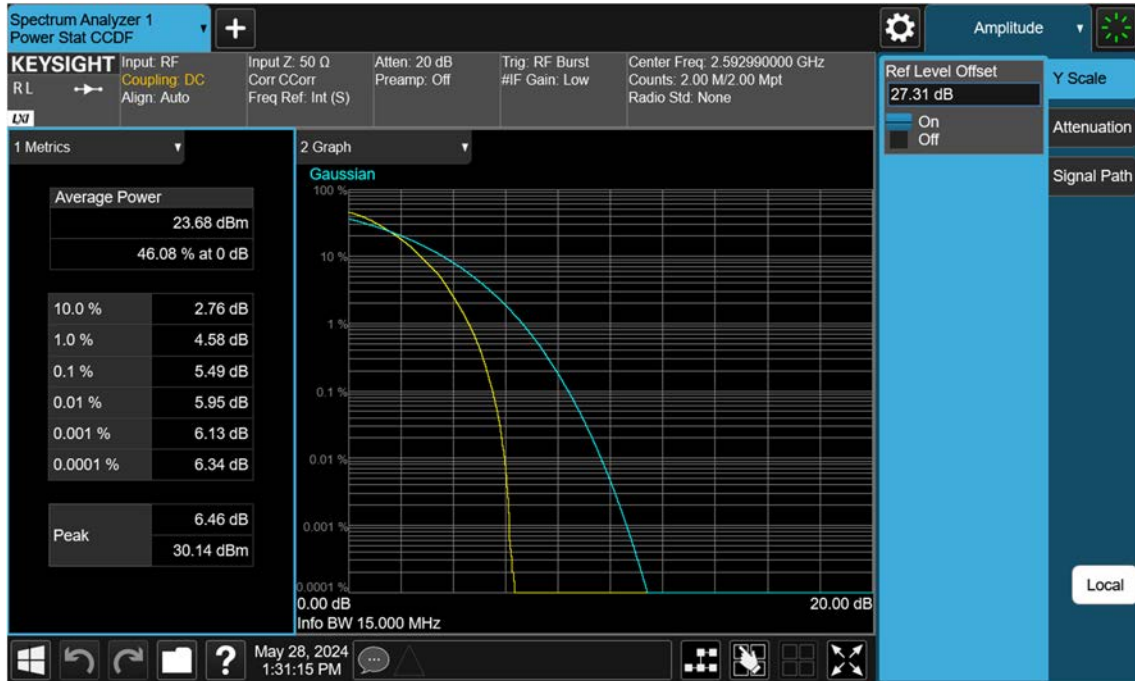 Spectrum Analyzer 1
Power Stat CCDF
Amplitude
KEYSIGHT
R L
LXI
Input: RF
Coupling: DC
Align: Auto
Input Z: 50 Ω
Corr CCorr
Freq Ref: Int (S)
Atten: 20 dB
Preamp: Off
Trig: RF Burst
#IF Gain: Low
Center Freq: 2.592990000 GHz
Counts: 2.00 M/2.00 Mpt
Radio Std: None
Ref Level Offset
27.31 dB
On
Off
Y Scale
Attenuation
Signal Path
1 Metrics
Average Power
23.68 dBm
46.08 % at 0 dB
10.0 % 2.76 dB
1.0 % 4.58 dB
0.1 % 5.49 dB
0.01 % 5.95 dB
0.001 % 6.13 dB
0.0001 % 6.34 dB
Peak
6.46 dB
30.14 dBm
2 Graph
Gaussian
100 %
10 %
1 %
0.1 %
0.01 %
0.001 %
0.0001 %
0.00 dB
20.00 dB
Info BW 15.000 MHz
Local
?
May 28, 2024
1:31:15 PM